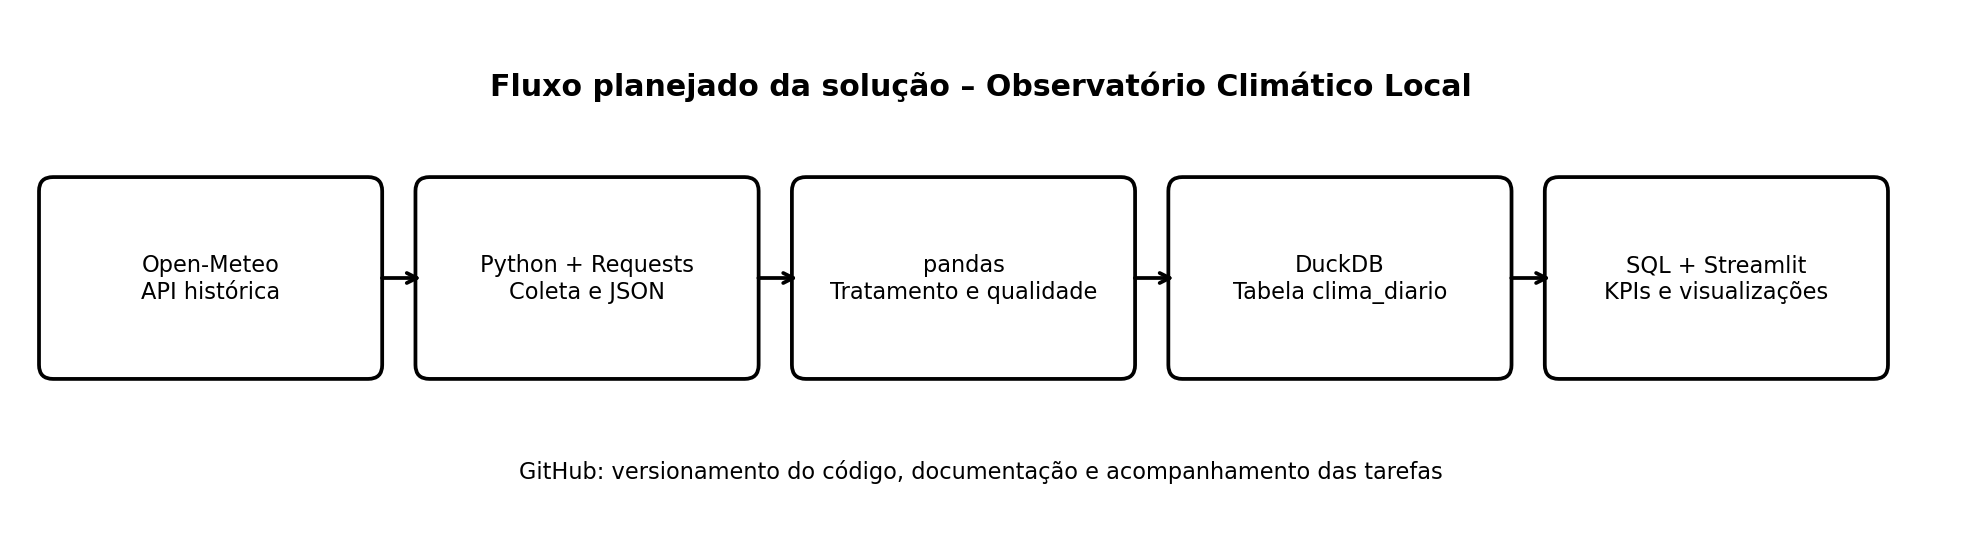 Fluxo planejado da solução – Observatório Climático Local
Open-Meteo
API histórica
Python + Requests
Coleta e JSON
pandas
Tratamento e qualidade
DuckDB
Tabela clima_diario
SQL + Streamlit
KPIs e visualizações
GitHub: versionamento do código, documentação e acompanhamento das tarefas